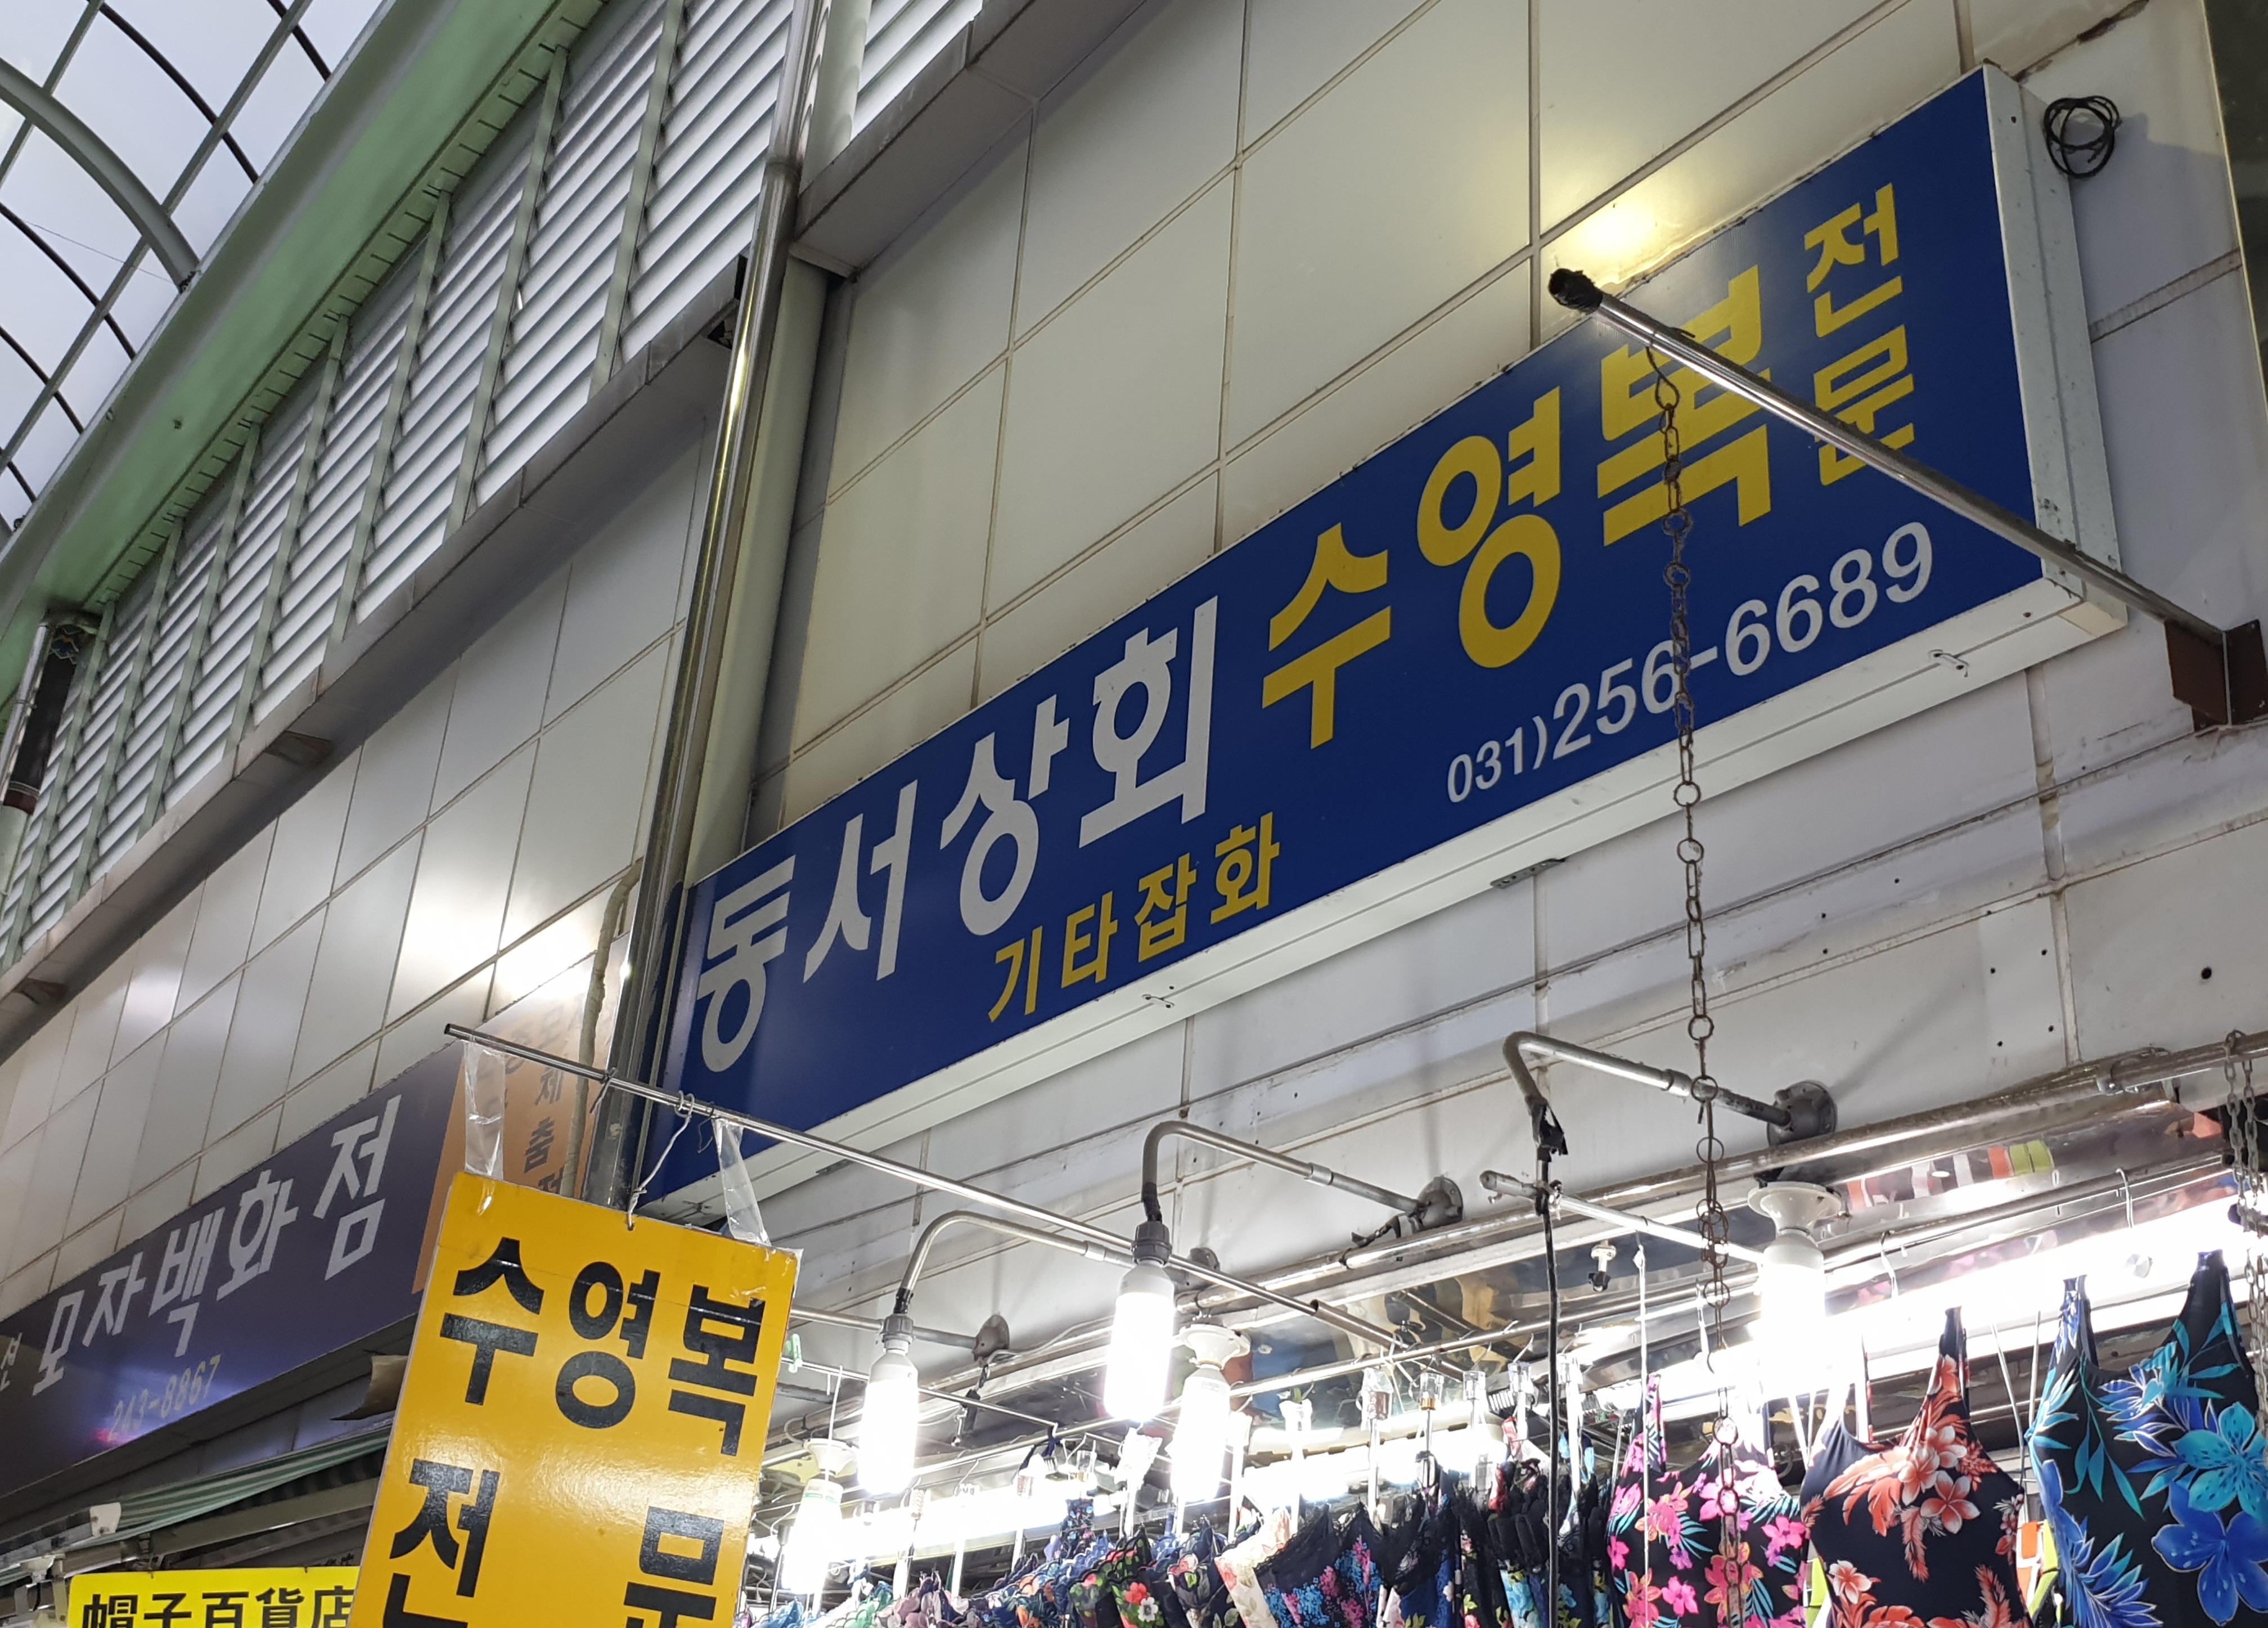 동서상회 수영복 전문
기타잡화
031)256-6689
모자백화점
243-8867
수영복
전문
帽子百貨店